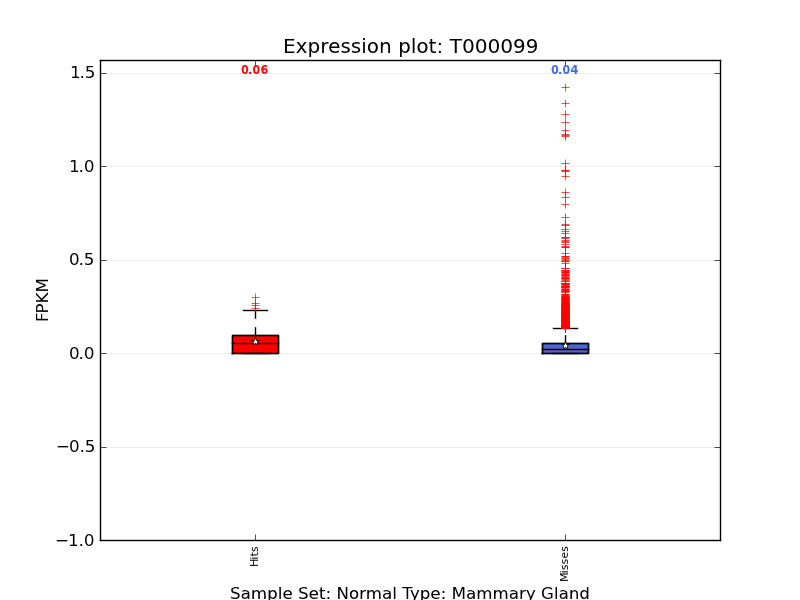 Expression plot: T000099
0.06 0.04
1.5
1.0
0.5
0.0
−0.5
−1.0
FPKM
Hits
Misses
Sample Set: Normal Type: Mammary Gland